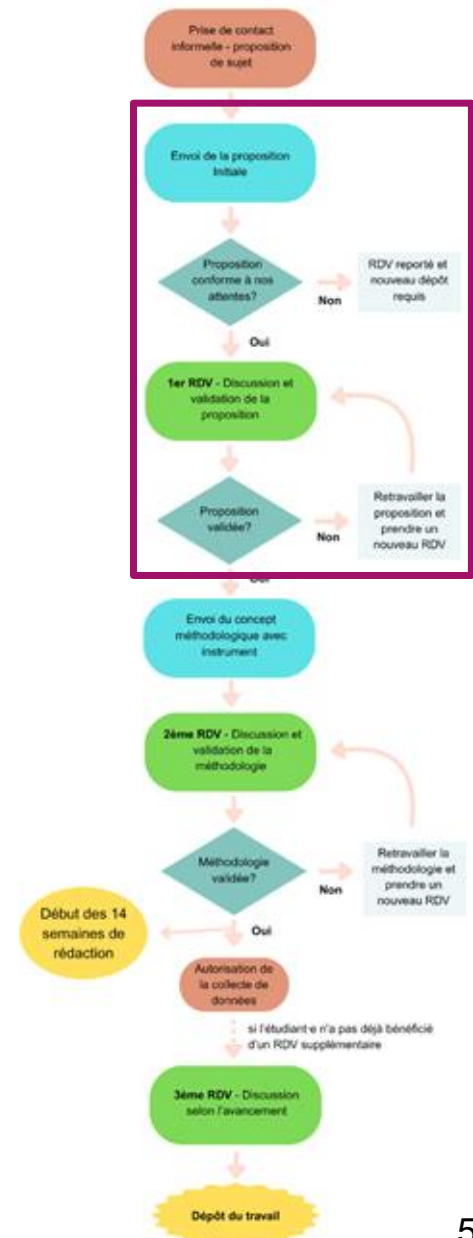 Prise de contact
informelle - proposition
de sujet
Envoi de la proposition
Initiale
Proposition
conforme à nos
attentes?
Non
RDV reporté et
nouveau dépôt
requis
Oui
1er RDV - Discussion et
validation de la
proposition
Proposition
validée?
Non
Retravailler la
proposition et
prendre un
nouveau RDV
Oui
Envoi du concept
méthodologique avec
instrument
2ème RDV - Discussion et
validation de la
méthodologie
Méthodologie
validée?
Non
Retravailler la
méthodologie et
prendre un
nouveau RDV
Oui
Début des 14
semaines de
rédaction
Autorisation de
la collecte de
données
si l'étudiant·e n'a pas déjà bénéficié
d'un RDV supplémentaire
3ème RDV - Discussion
selon l'avancement
Dépôt du travail
5